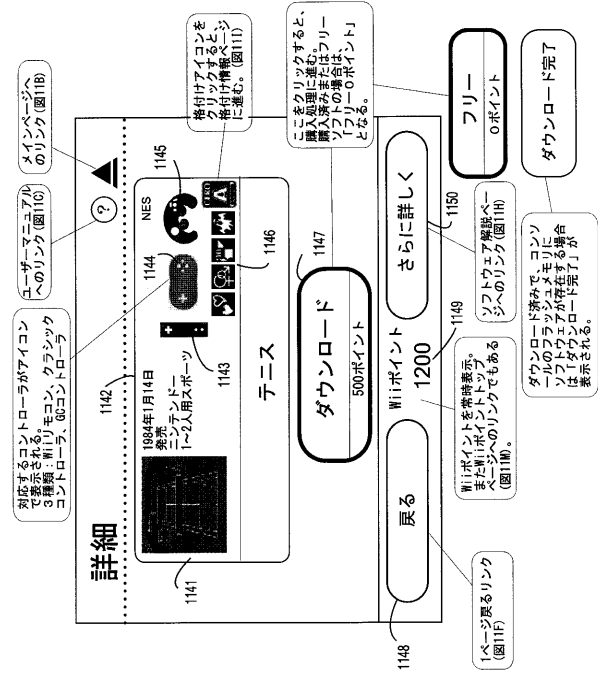 対応するコントローラがアイコン
で表示される。
3種類：Wiiリモコン、クラシック
コントローラ、GCコントローラ
ユーザーマニュアル
へのリンク(図11C)
メインページへ
のリンク(図11B)
詳細
1142
?
格付けアイコンを
クリックすると、
格付け情報ページ
に進む。(図11I)
1141
1984年1月14日
発売
ニンテンドー
1~2人用スポーツ
1143
1144
NES
1145
A
1146
テニス
ダウンロード
500ポイント
1147
ここをクリックすると、
購入処理に進む。
購入済みまたはフリー
ソフトの場合は、
「フリー0ポイント」
となる。
戻る
Wiiポイント
1200
さらに詳しく
フリー
0ポイント
1148
1149
1150
1ページ戻るリンク
(図11F)
Wiiポイントを常時表示。
またWiiポイントトップ
ページへのリンクでもある
(図11M)。
ソフトウェア解説ペー
ジへのリンク(図11H)
ダウンロード済みで、コンソ
ールのフラッシュメモリに
ソフトウェアが存在する場合
は「ダウンロード完了」が
表示される。
ダウンロード完了